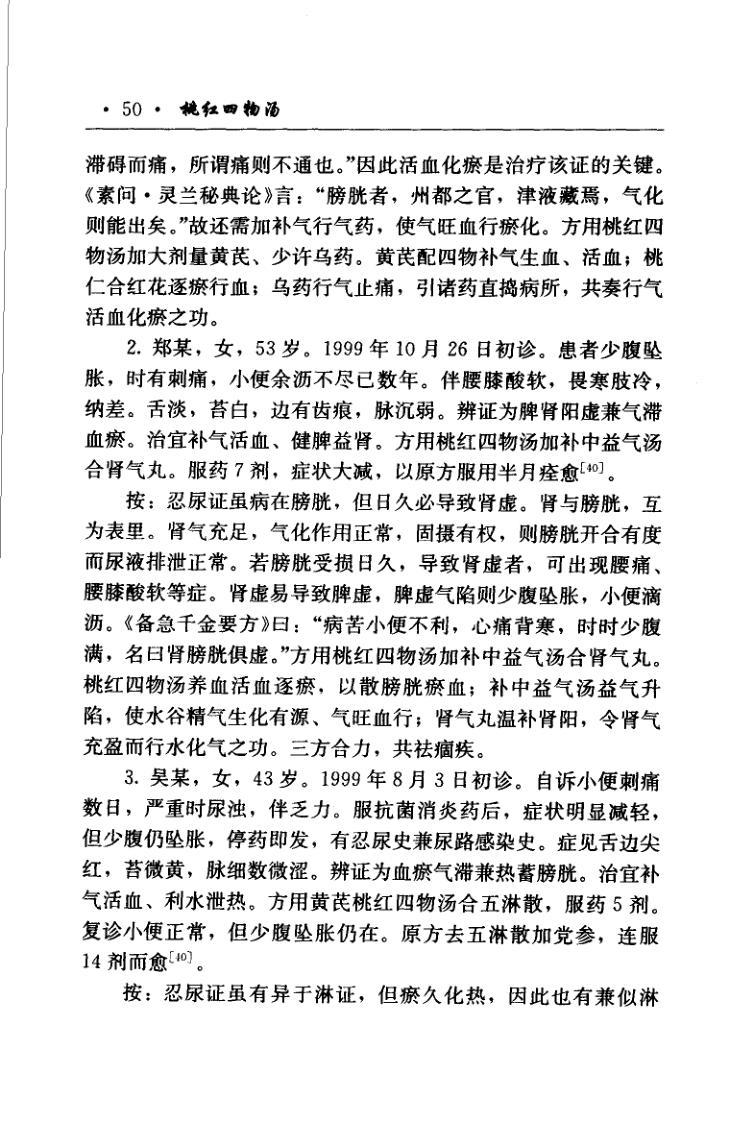 · 50 · 桃红四物汤
滞碍而痛，所谓痛则不通也。”因此活血化瘀是治疗该证的关键。
《素问·灵兰秘典论》言：“膀胱者，州都之官，津液藏焉，气化
则能出矣。”故还需加补气行气药，使气旺血行瘀化。方用桃红四
物汤加大剂量黄芪、少许乌药。黄芪配四物补气生血、活血；桃
仁合红花逐瘀行血；乌药行气止痛，引诸药直捣病所，共奏行气
活血化瘀之功。
2. 郑某，女，53 岁。1999 年 10 月 26 日初诊。患者少腹坠
胀，时有刺痛，小便余沥不尽已数年。伴腰膝酸软，畏寒肢冷，
纳差。舌淡，苔白，边有齿痕，脉沉弱。辨证为脾肾阳虚兼气滞
血瘀。治宜补气活血、健脾益肾。方用桃红四物汤加补中益气汤
合肾气丸。服药 7 剂，症状大减，以原方服用半月痊愈[40]。
按：忍尿证虽病在膀胱，但日久必导致肾虚。肾与膀胱，互
为表里。肾气充足，气化作用正常，固摄有权，则膀胱开合有度
而尿液排泄正常。若膀胱受损日久，导致肾虚者，可出现腰痛、
腰膝酸软等症。肾虚易导致脾虚，脾虚气陷则少腹坠胀，小便滴
沥。《备急千金要方》曰：“病苦小便不利，心痛背寒，时时少腹
满，名曰肾膀胱俱虚。”方用桃红四物汤加补中益气汤合肾气丸。
桃红四物汤养血活血逐瘀，以散膀胱瘀血；补中益气汤益气升
陷，使水谷精气生化有源、气旺血行；肾气丸温补肾阳，令肾气
充盈而行水化气之功。三方合力，共祛痼疾。
3. 吴某，女，43 岁。1999 年 8 月 3 日初诊。自诉小便刺痛
数日，严重时尿浊，伴乏力。服抗菌消炎药后，症状明显减轻，
但少腹仍坠胀，停药即发，有忍尿史兼尿路感染史。症见舌边尖
红，苔微黄，脉细数微涩。辨证为血瘀气滞兼热蓄膀胱。治宜补
气活血、利水泄热。方用黄芪桃红四物汤合五淋散，服药 5 剂。
复诊小便正常，但少腹坠胀仍在。原方去五淋散加党参，连服
14 剂而愈[40]。
按：忍尿证虽有异于淋证，但瘀久化热，因此也有兼似淋